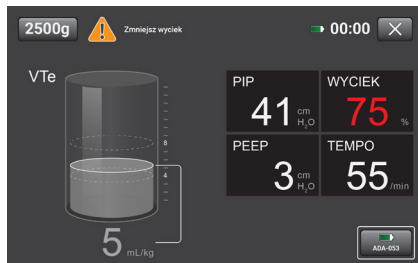 2500g
Zmniejsz wyciek
00:00
VTe
8
4
5 mL/kg
PIP
41 cm H₂O
WYCIEK
75 %
PEEP
3 cm H₂O
TEMPO
55 /min
ADA-053